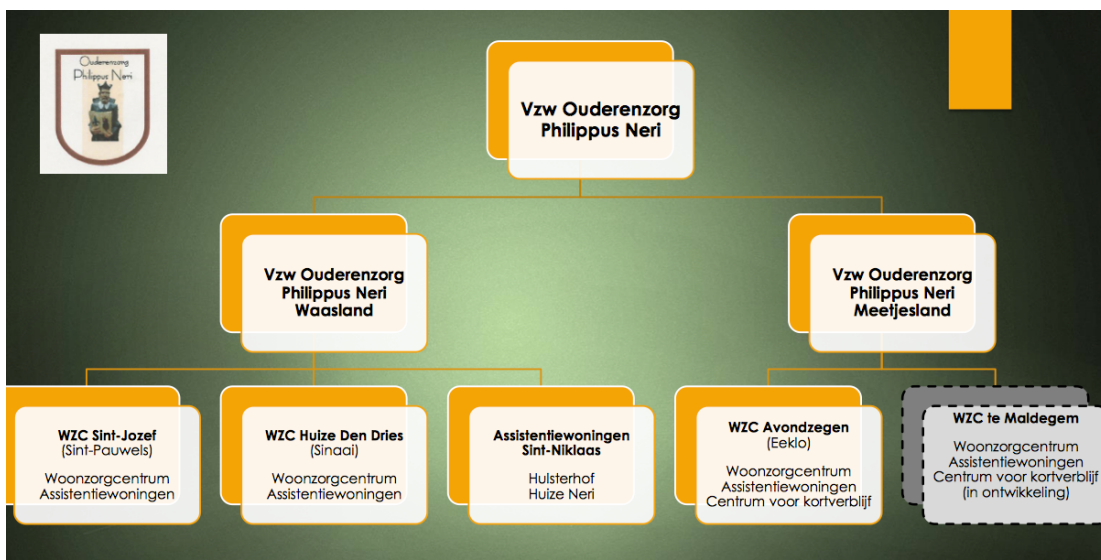 Ouderenzorg
Philippus Neri
Vzw Ouderenzorg
Philippus Neri
Vzw Ouderenzorg
Philippus Neri
Waasland
Vzw Ouderenzorg
Philippus Neri
Meetjesland
WZC Sint-Jozef
(Sint-Pauwels)
Woonzorgcentrum
Assistentiewoningen
WZC Huize Den Dries
(Sinaai)
Woonzorgcentrum
Assistentiewoningen
Assistentiewoningen
Sint-Niklaas
Hulsterhof
Huize Neri
WZC Avondzegen
(Eeklo)
Woonzorgcentrum
Assistentiewoningen
Centrum voor kortverblijf
WZC te Maldegem
Woonzorgcentrum
Assistentiewoningen
Centrum voor kortverblijf
(in ontwikkeling)